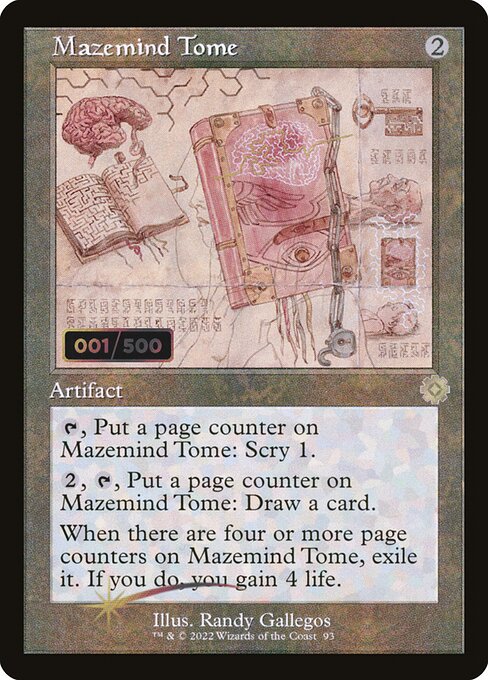 Mazemind Tome 2
001/500
Artifact
T, Put a page counter on
Mazemind Tome: Scry 1.
2, T, Put a page counter on
Mazemind Tome: Draw a card.
When there are four or more page
counters on Mazemind Tome, exile
it. If you do, you gain 4 life.
Illus. Randy Gallegos
™ & © 2022 Wizards of the Coast 93